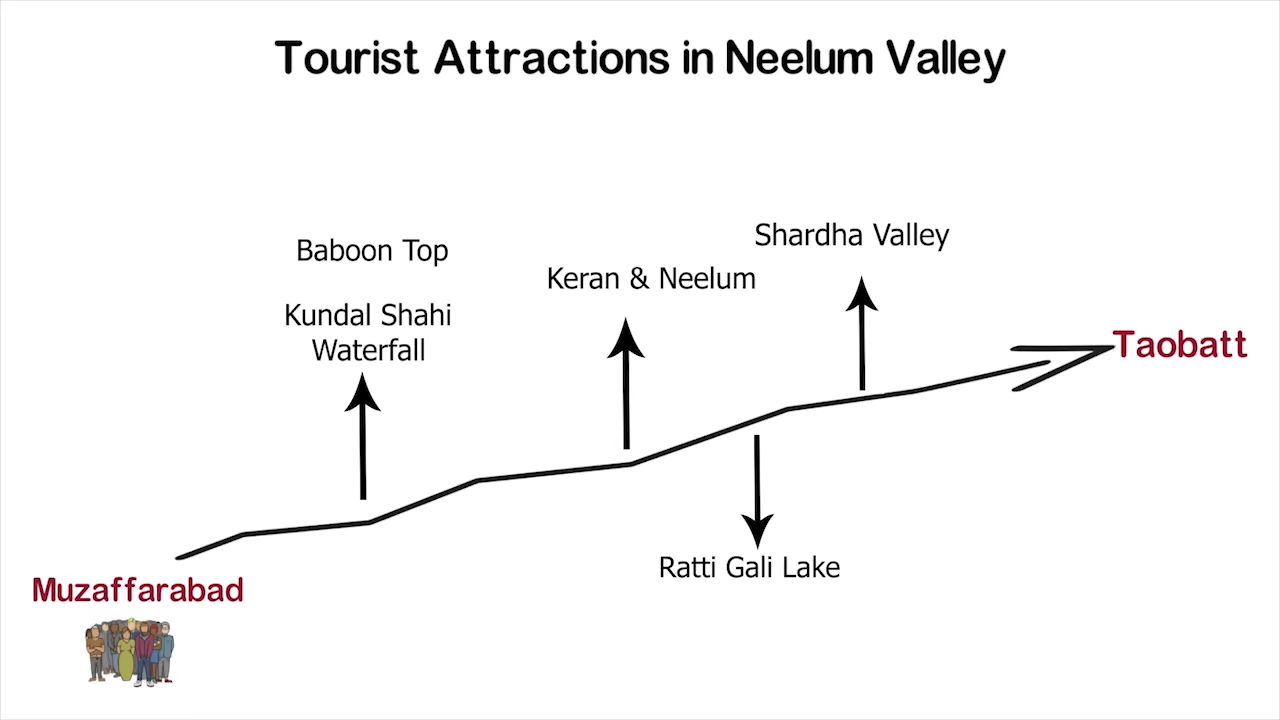 Tourist Attractions in Neelum Valley
Baboon Top
Kundal Shahi
Waterfall
Keran & Neelum
Shardha Valley
Taobatt
Ratti Gali Lake
Muzaffarabad